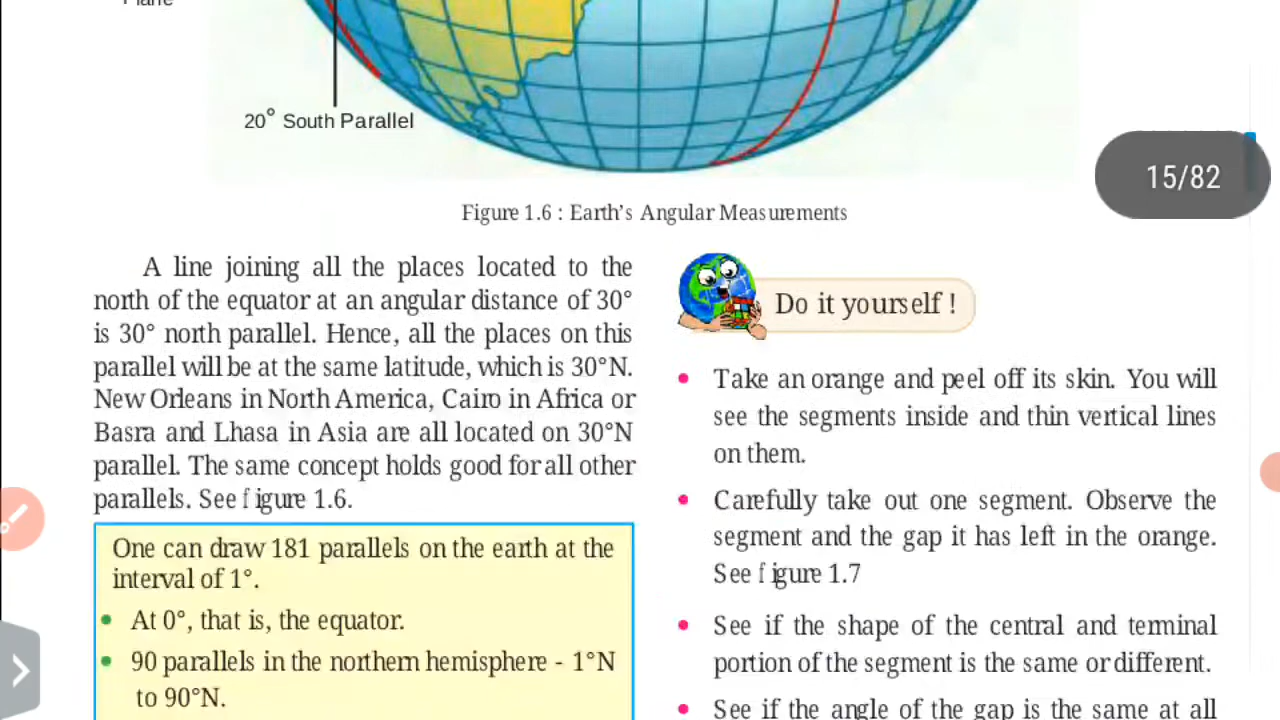 Plane
20° South Parallel
15/82
Figure 1.6 : Earth's Angular Measurements
A line joining all the places located to the
north of the equator at an angular distance of 30°
is 30° north parallel. Hence, all the places on this
parallel will be at the same latitude, which is 30°N.
New Orleans in North America, Cairo in Africa or
Basra and Lhasa in Asia are all located on 30°N
parallel. The same concept holds good for all other
parallels. See figure 1.6.
One can draw 181 parallels on the earth at the
interval of 1°.
• At 0°, that is, the equator.
• 90 parallels in the northern hemisphere - 1°N
to 90°N.
Do it yourself !
• Take an orange and peel off its skin. You will
see the segments inside and thin vertical lines
on them.
• Carefully take out one segment. Observe the
segment and the gap it has left in the orange.
See figure 1.7
• See if the shape of the central and terminal
portion of the segment is the same or different.
• See if the angle of the gap is the same at all